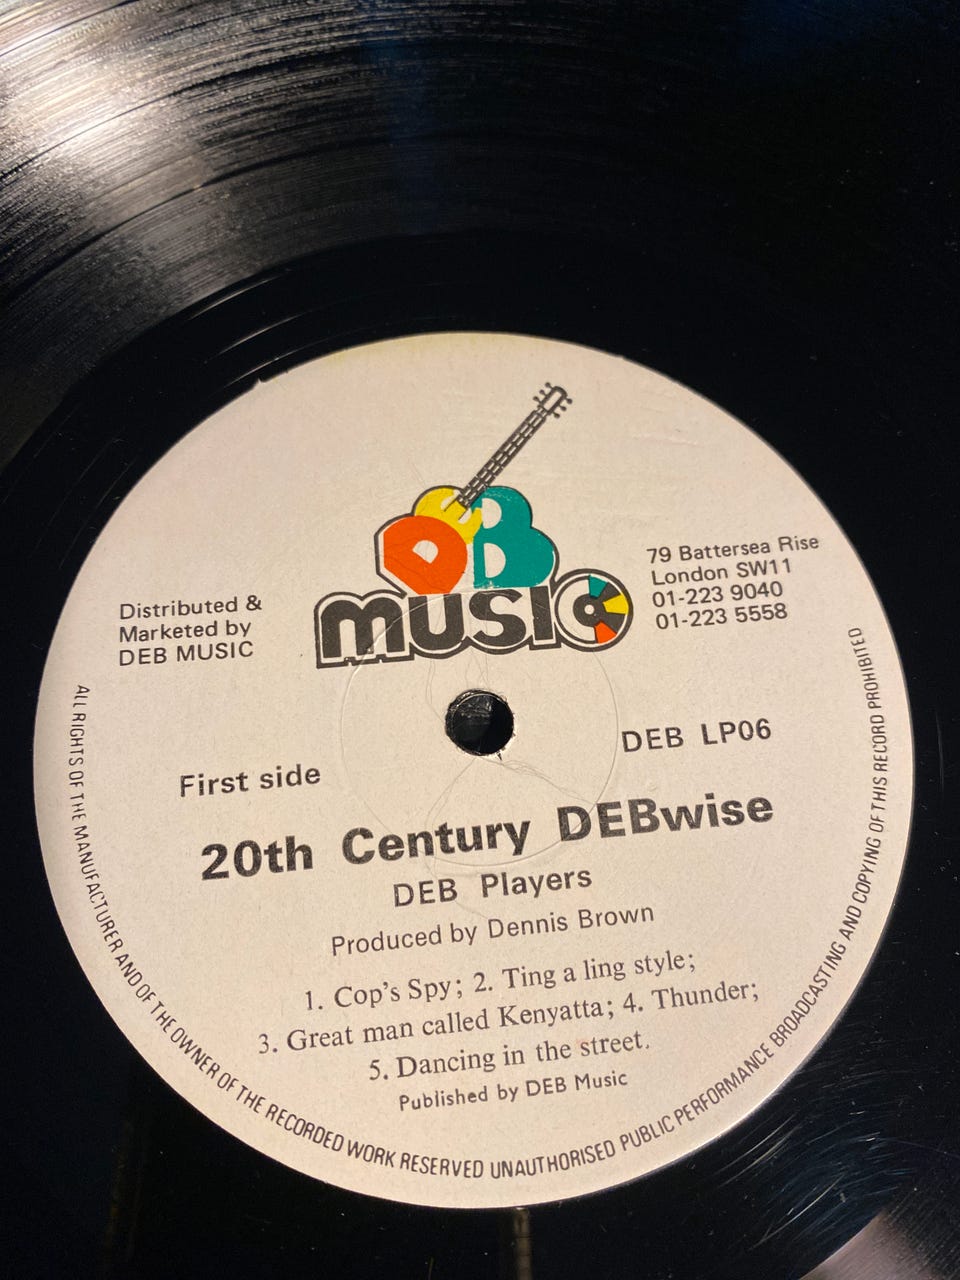 DEB
MUSIC
Distributed &
Marketed by
DEB MUSIC
79 Battersea Rise
London SW11
01-223 9040
01-223 5558
First side
DEB LP06
20th Century DEBwise
DEB Players
Produced by Dennis Brown
1. Cop's Spy; 2. Ting a ling style;
3. Great man called Kenyatta; 4. Thunder;
5. Dancing in the street.
Published by DEB Music
ALL RIGHTS OF THE MANUFACTURER AND OF THE OWNER OF THE RECORDED WORK RESERVED UNAUTHORISED PUBLIC PERFORMANCE BROADCASTING AND COPYING OF THIS RECORD PROHIBITED